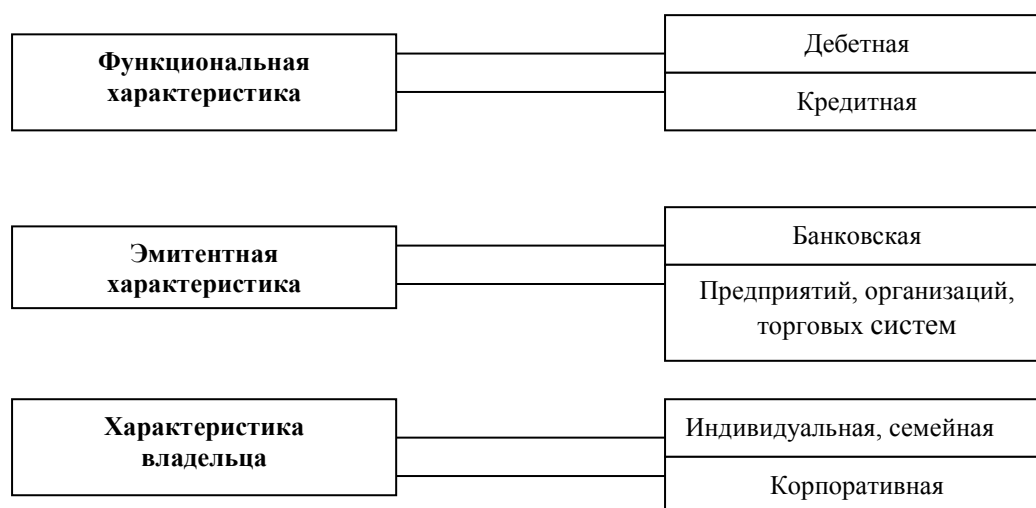 Функциональная
характеристика
Дебетная
Кредитная
Эмитентная
характеристика
Банковская
Предприятий, организаций,
торговых систем
Характеристика
владельца
Индивидуальная, семейная
Корпоративная